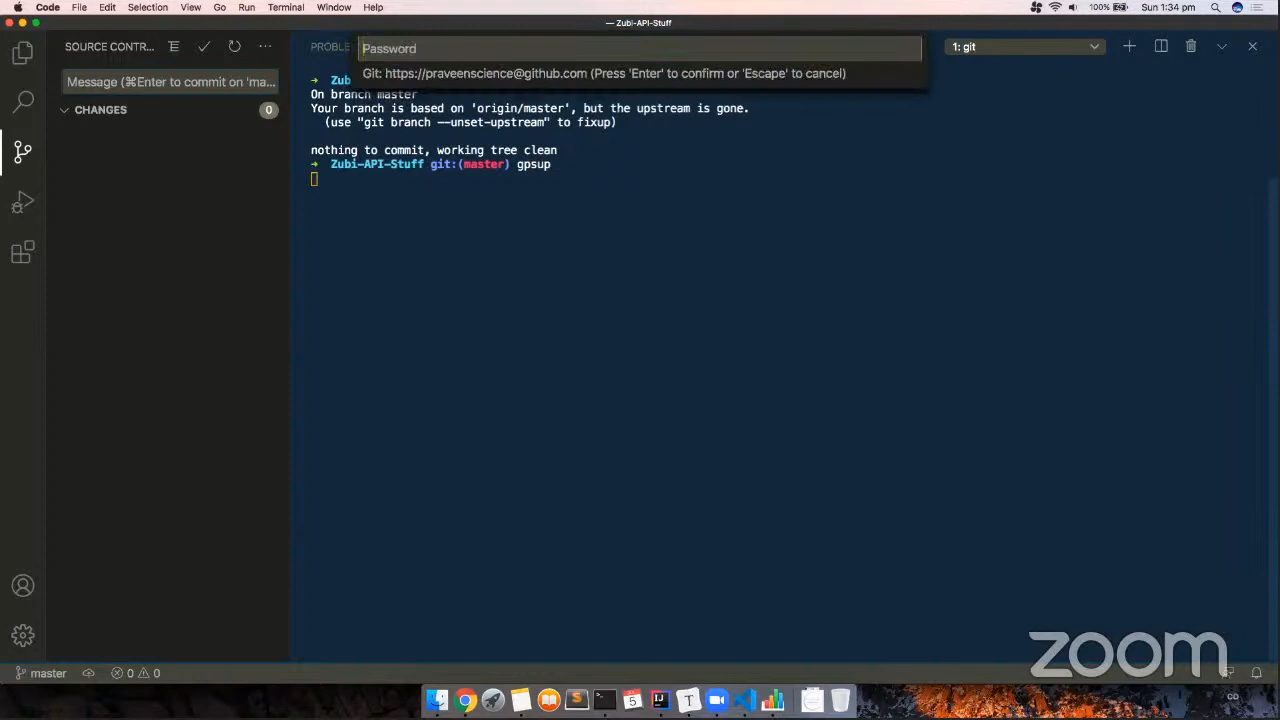 Code File Edit Selection View Go Run Terminal Window Help 100% Sun 1:34 pm
— Zubi-API-Stuff
SOURCE CONTR...
PROBLE
Password
1: git
Git: https://praveenscience@github.com (Press 'Enter' to confirm or 'Escape' to cancel)
Message (⌘Enter to commit on 'ma...
→ Zub
On branch master
CHANGES 0
Your branch is based on 'origin/master', but the upstream is gone.
(use "git branch --unset-upstream" to fixup)
nothing to commit, working tree clean
→ Zubi-API-Stuff git:(master) gpsup
zoom
master 0 0
5